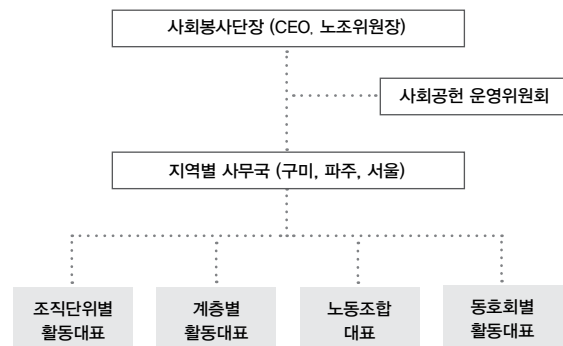 사회봉사단장 (CEO, 노조위원장)
사회공헌 운영위원회
지역별 사무국 (구미, 파주, 서울)
조직단위별
활동대표
계층별
활동대표
노동조합
대표
동호회별
활동대표